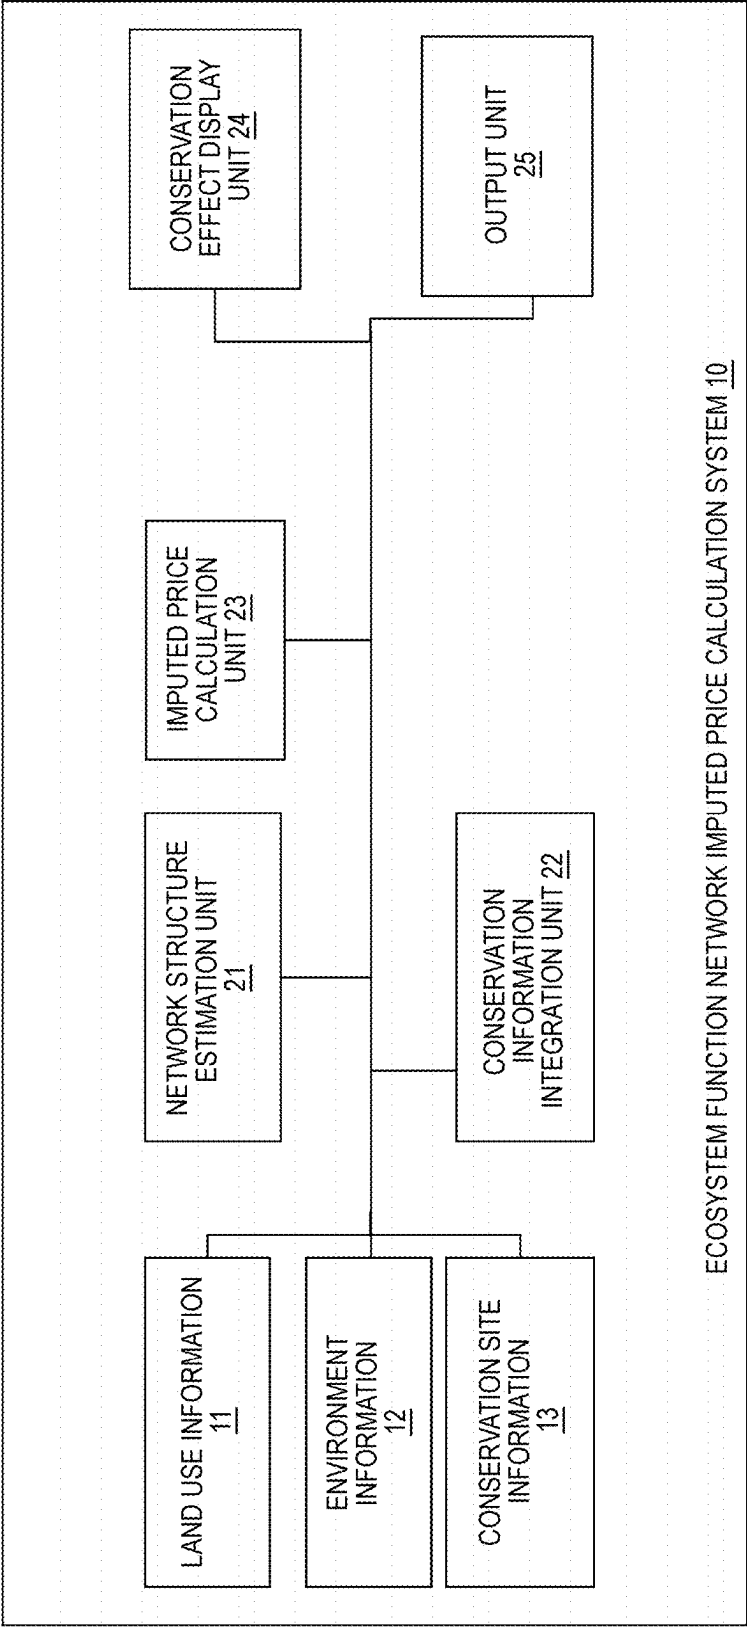 LAND USE INFORMATION
11
ENVIRONMENT
INFORMATION
12
CONSERVATION SITE
INFORMATION
13
NETWORK STRUCTURE
ESTIMATION UNIT
21
CONSERVATION
INFORMATION
INTEGRATION UNIT 22
IMPUTED PRICE
CALCULATION
UNIT 23
CONSERVATION
EFFECT DISPLAY
UNIT 24
OUTPUT UNIT
25
ECOSYSTEM FUNCTION NETWORK IMPUTED PRICE CALCULATION SYSTEM 10